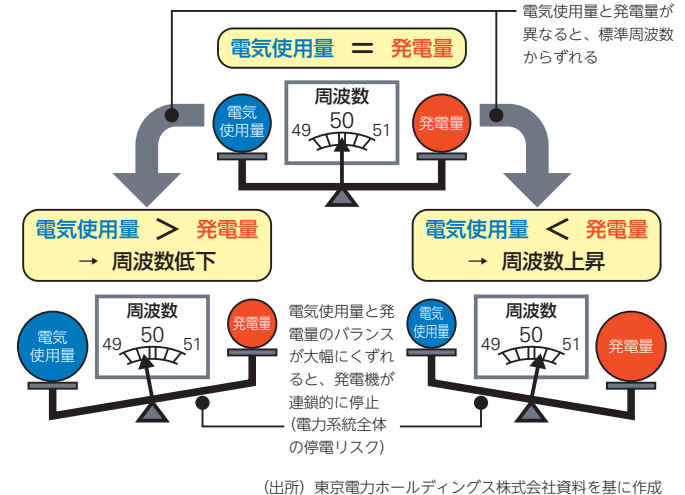 電気使用量と発電量が
異なると、標準周波数
からずれる
電気使用量 ＝ 発電量
周波数
49 50 51
電気
使用量
発電量
電気使用量 ＞ 発電量
→ 周波数低下
電気使用量 ＜ 発電量
→ 周波数上昇
周波数
49 50 51
電気
使用量
発電量
電気使用量と発
電量のバランス
が大幅にくずれ
ると、発電機が
連鎖的に停止
(電力系統全体
の停電リスク)
周波数
49 50 51
電気
使用量
発電量
（出所）東京電力ホールディングス株式会社資料を基に作成